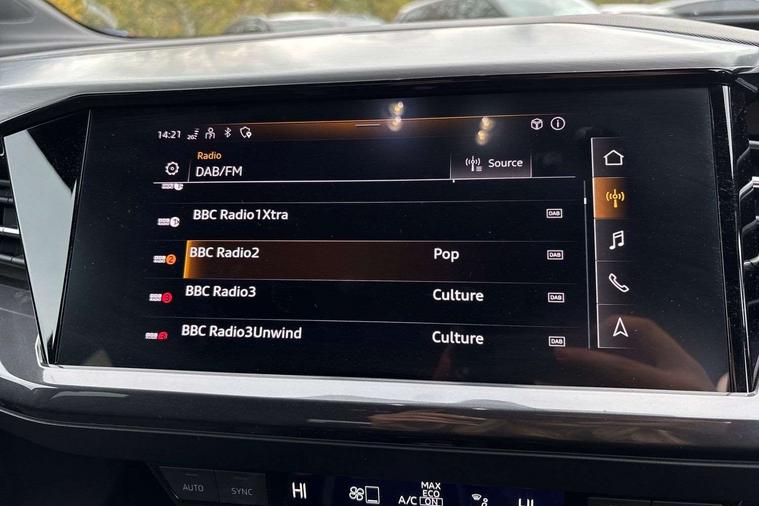 14:21 2G
Radio
DAB/FM
Source
BBC Radio1Xtra DAB
BBC Radio2 Pop DAB
BBC Radio3 Culture DAB
BBC Radio3Unwind Culture DAB
AUTO SYNC HI A/C MAX ECO ON